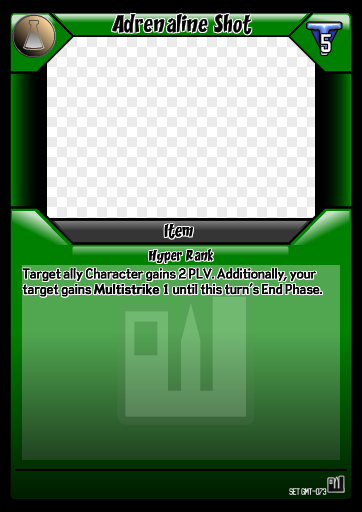 Adrenaline Shot
5
Item
Hyper Rank
Target ally Character gains 2 PLV. Additionally, your
target gains Multistrike 1 until this turn's End Phase.
SET GMT-073